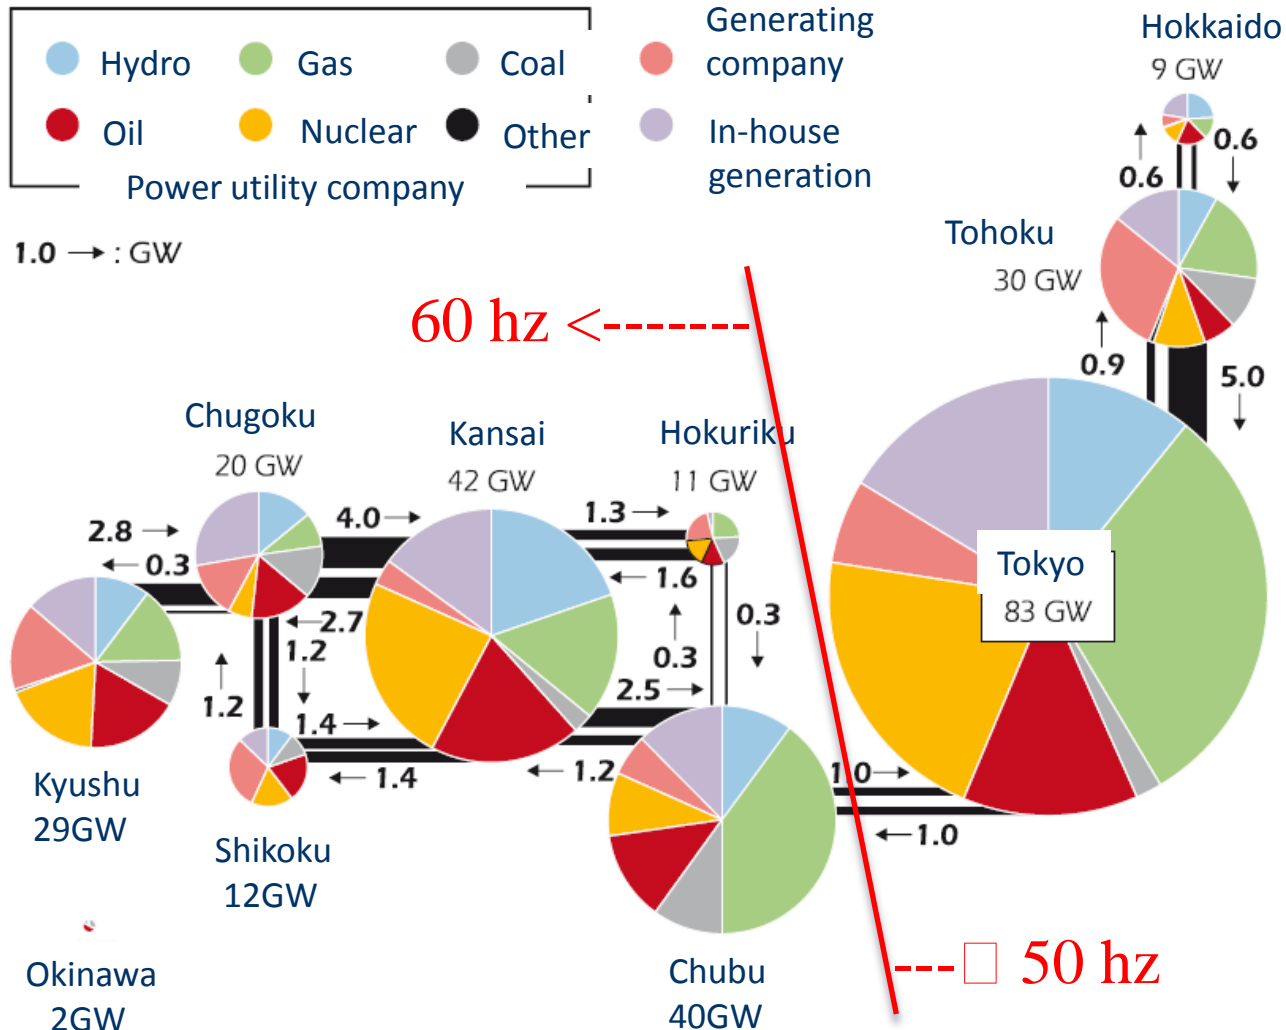 Hydro
Gas
Coal
Generating
company
Oil
Nuclear
Other
In-house
generation
Power utility company
1.0 → : GW
Hokkaido
9 GW
0.6
0.6
Tohoku
30 GW
0.9
5.0
60 hz <-------
Chugoku
20 GW
Kansai
42 GW
Hokuriku
11 GW
2.8 →
← 0.3
4.0 →
1.3 →
← 1.6
←2.7
1.2
1.2
0.3
0.3
2.5 →
1.4 →
← 1.4
← 1.2
Tokyo
83 GW
1.0→
←1.0
Kyushu
29GW
Shikoku
12GW
Okinawa
2GW
Chubu
40GW
---□ 50 hz